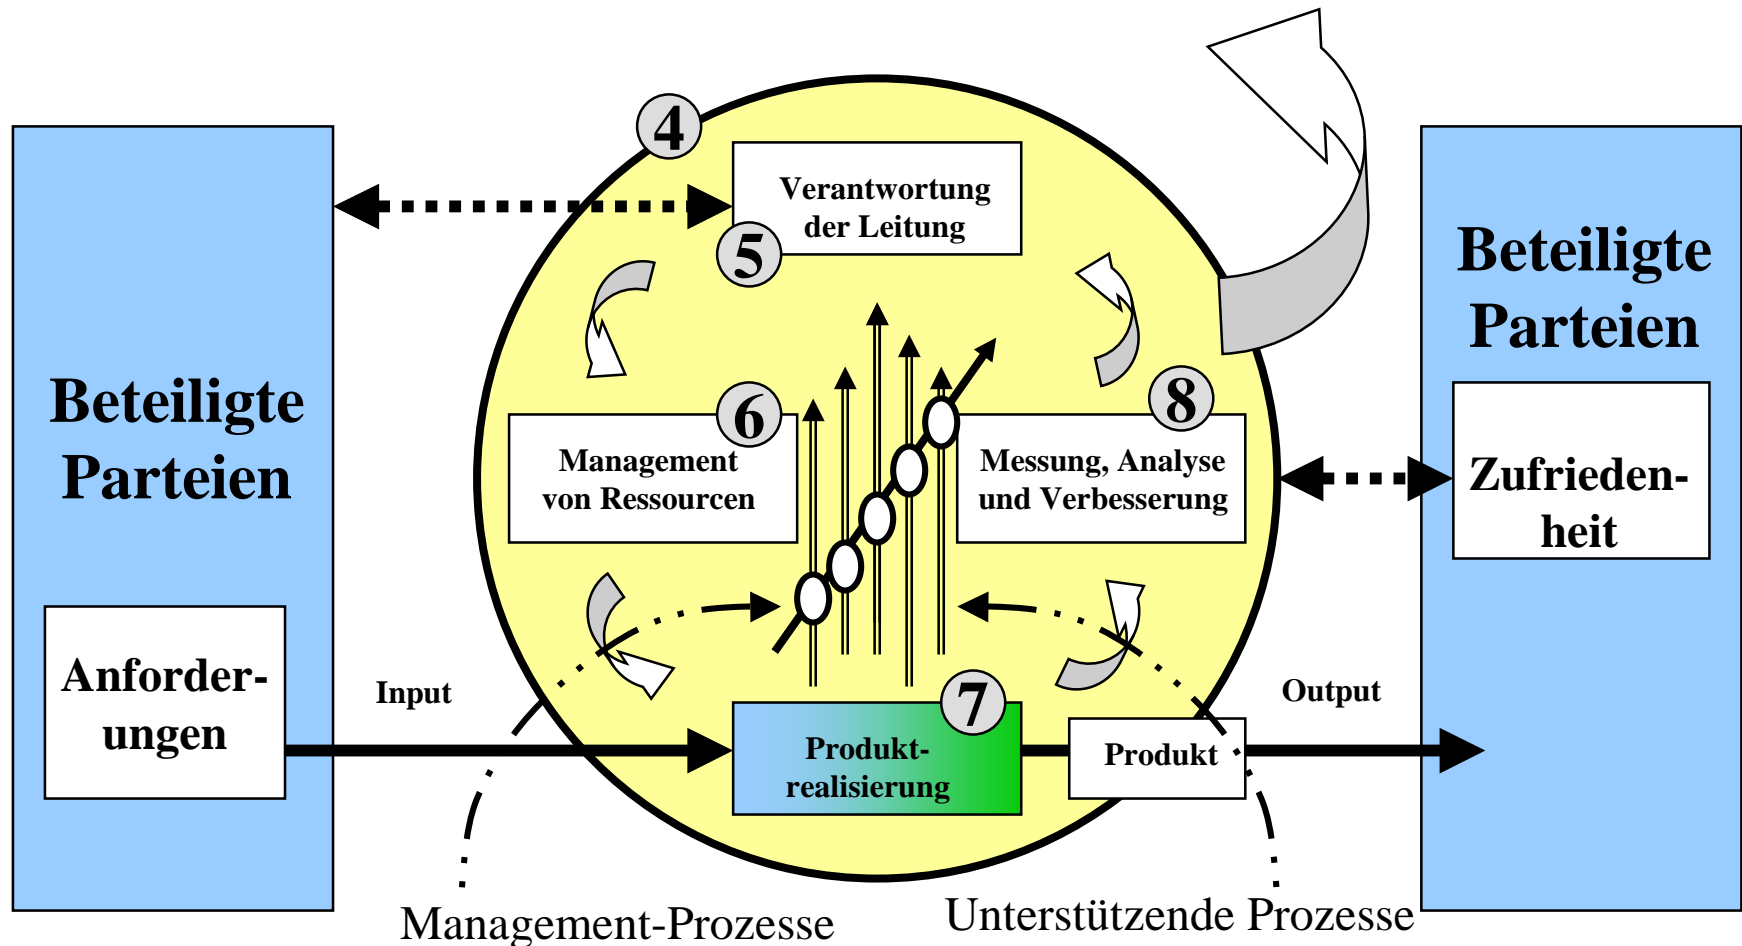 4
Verantwortung
der Leitung
5
Beteiligte
Parteien
Beteiligte
Parteien
6
Management
von Ressourcen
8
Messung, Analyse
und Verbesserung
Zufrieden-
heit
Anforder-
ungen
Input
7
Produkt-
realisierung
Produkt
Output
Management-Prozesse
Unterstützende Prozesse